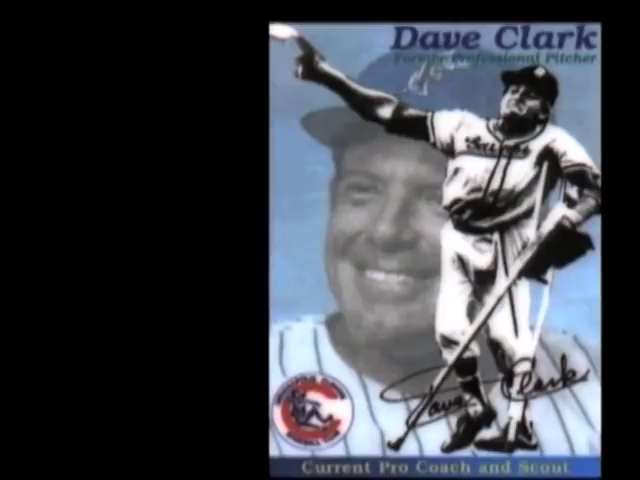 Dave Clark
Former Professional Pitcher
Dave Clark
Current Pro Coach and Scout